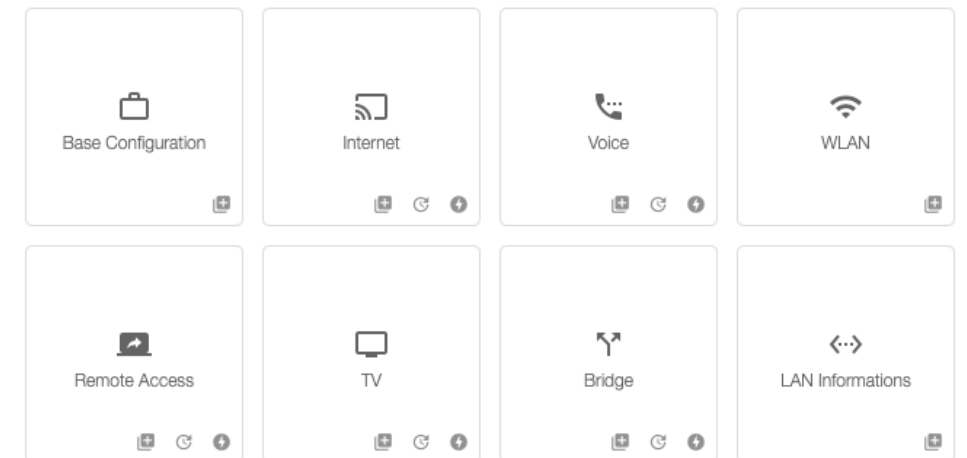 Base Configuration
Internet
Voice
WLAN
Remote Access
TV
Bridge
LAN Informations